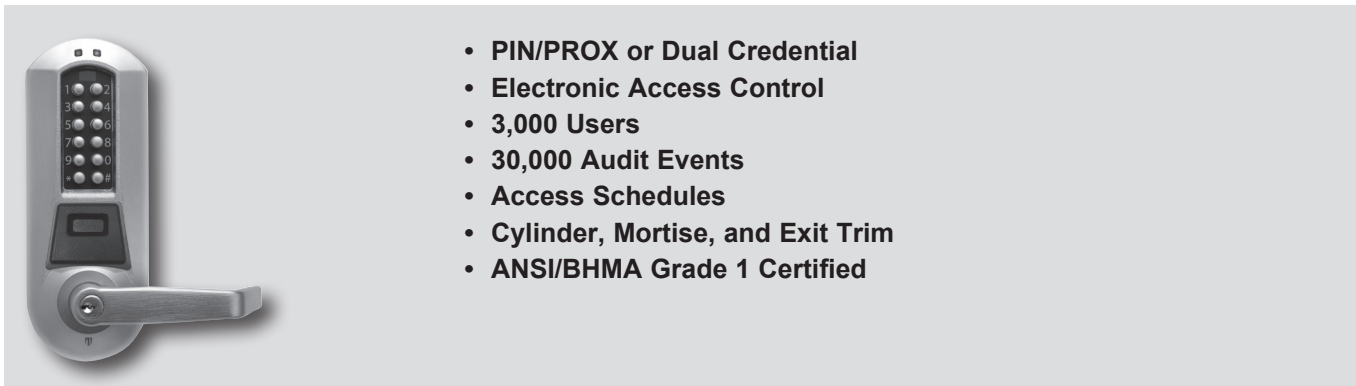 1 2
3 4
5 6
7 8
9 0
* #
• PIN/PROX or Dual Credential
• Electronic Access Control
• 3,000 Users
• 30,000 Audit Events
• Access Schedules
• Cylinder, Mortise, and Exit Trim
• ANSI/BHMA Grade 1 Certified